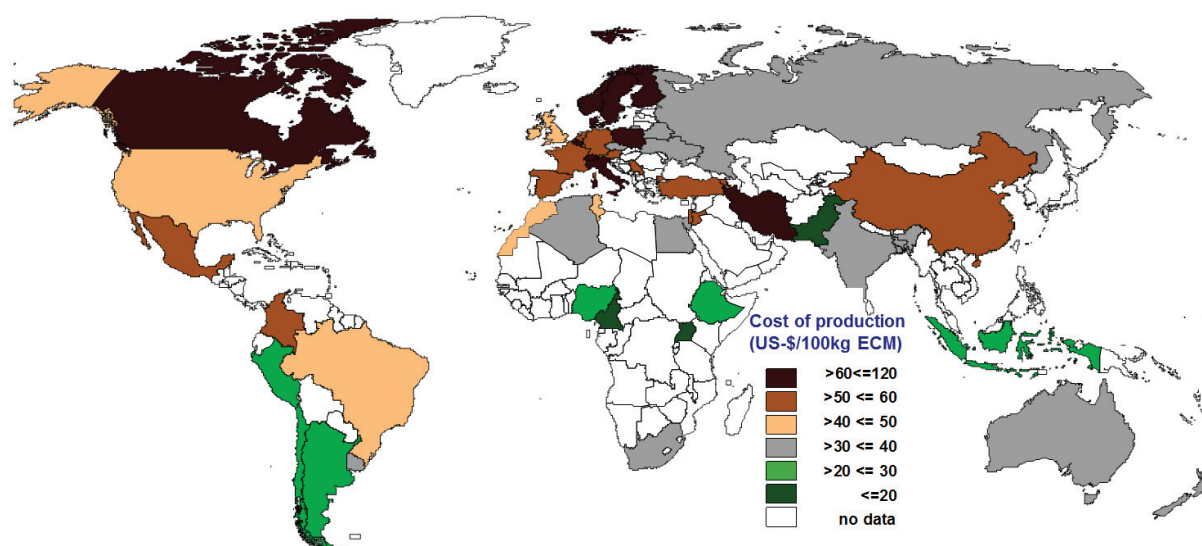 Cost of production
(US-$/100kg ECM)
>60<=120
>50 <= 60
>40 <= 50
>30 <= 40
>20 <= 30
<=20
no data